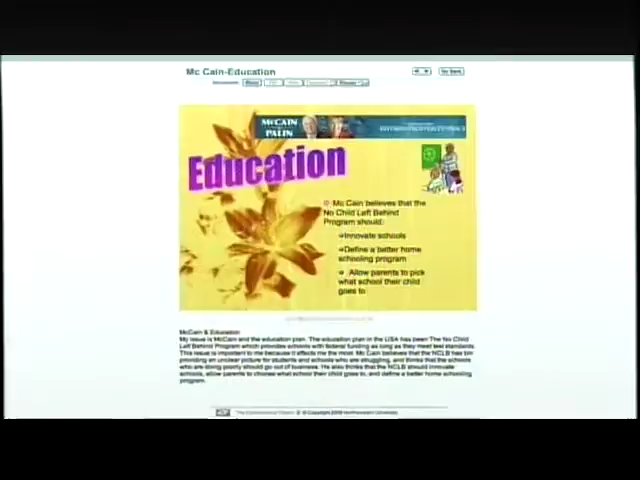 Mc Cain-Education
McCAIN
PALIN
Education
Mc Cain believes that the
No Child Left Behind
Program should:
Innovate schools
Define a better home
schooling program
Allow parents to pick
what school their child
goes to
McCain & Education
My issue is McCain and the education plan. The education plan in the USA has been The No Child
Left Behind Program which provides schools with federal funding as long as they meet test standards.
This issue is important to me because it effects me the most. Mc Cain believes that the NCLB has bin
providing an unclear picture for students and schools who are struggling, and thinks that the schools
who are doing poorly should go out of business. He also thinks that the NCLB should innovate
schools, allow parents to choose what school their child goes to, and define a better home schooling
program.
© Copyright 2008 Northwestern University